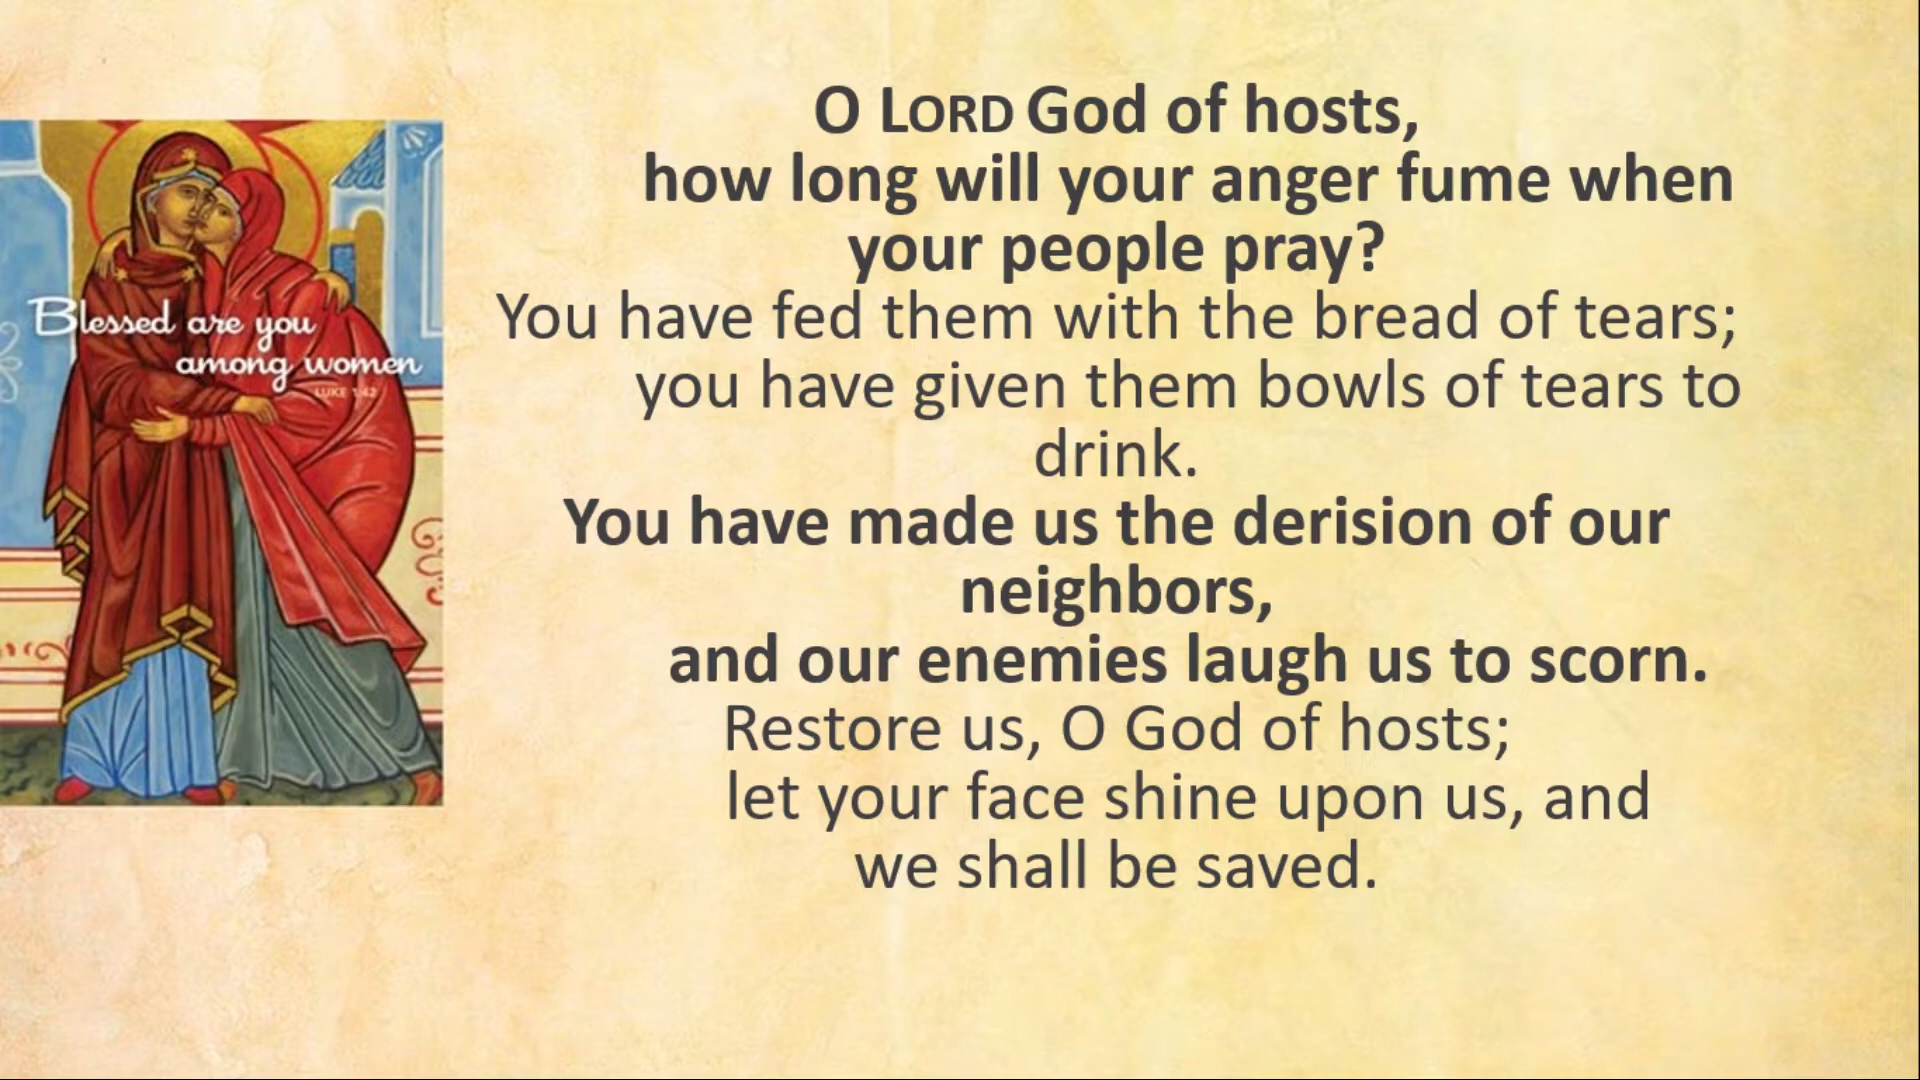 Blessed are you
among women
LUKE 1:42
O LORD God of hosts,
how long will your anger fume when
your people pray?
You have fed them with the bread of tears;
you have given them bowls of tears to
drink.
You have made us the derision of our
neighbors,
and our enemies laugh us to scorn.
Restore us, O God of hosts;
let your face shine upon us, and
we shall be saved.